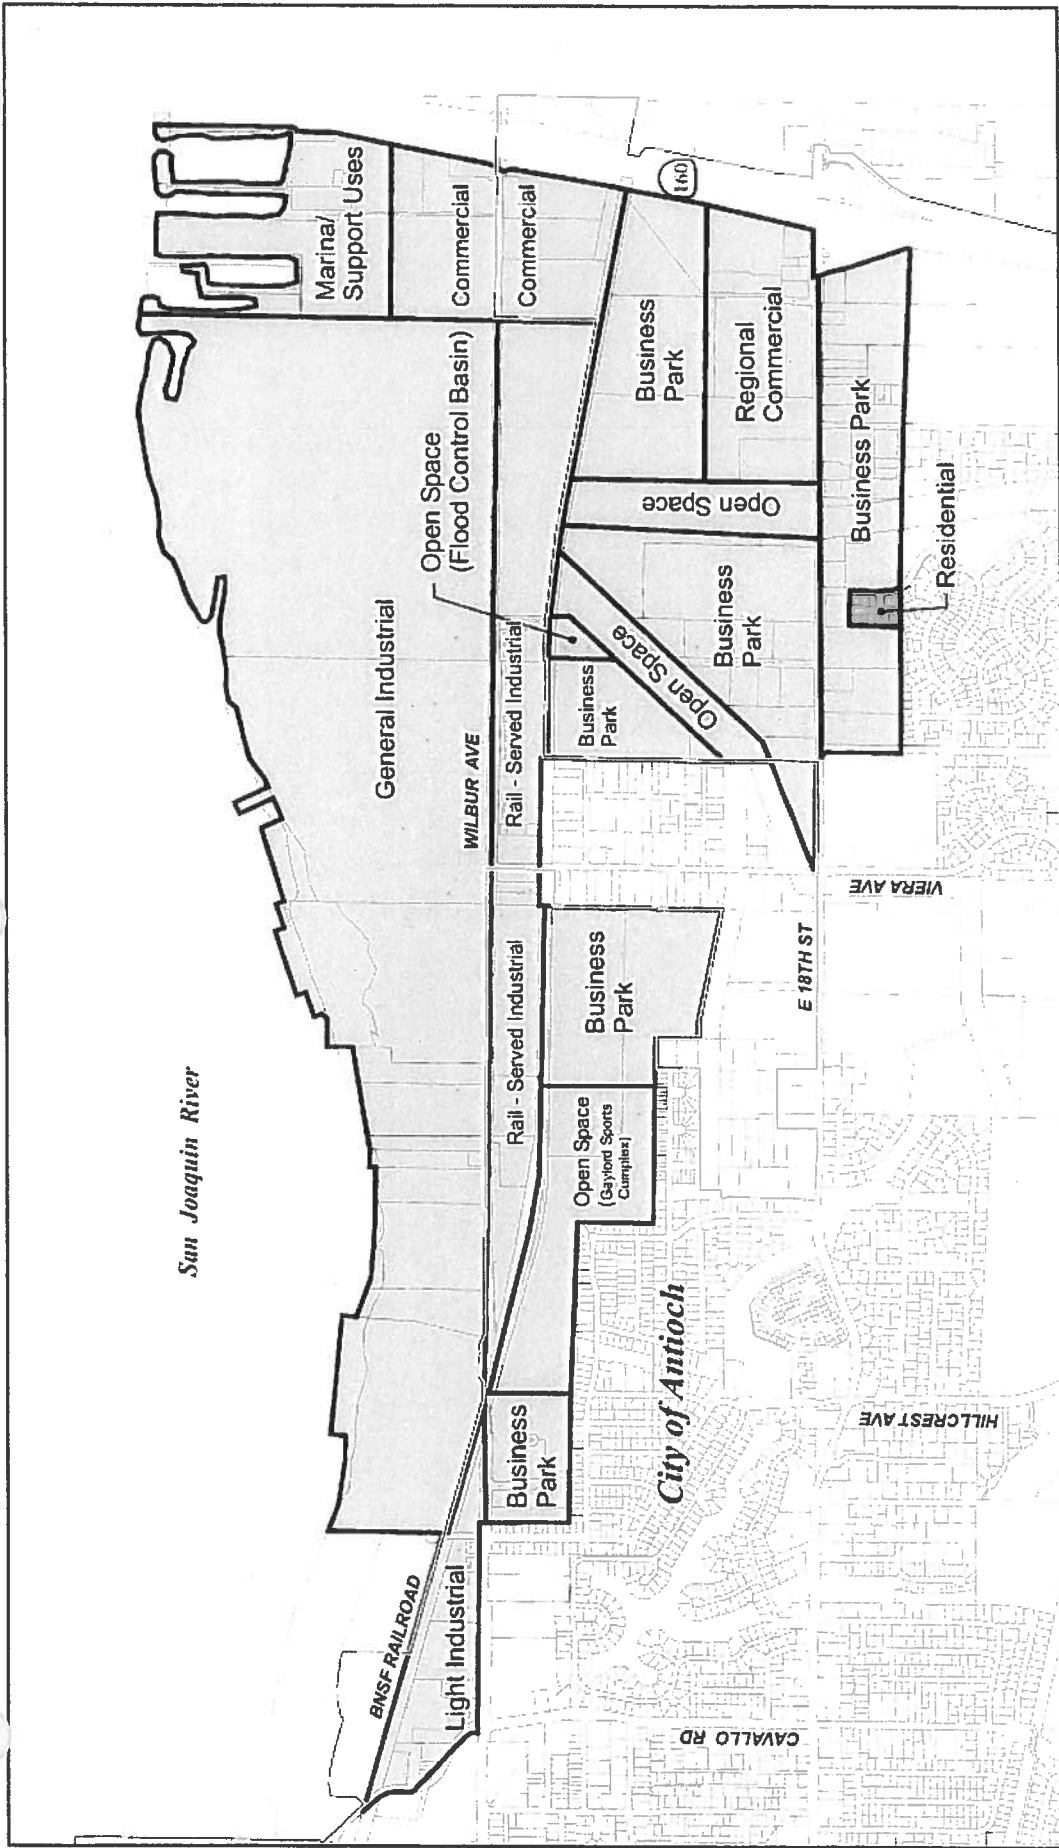 San Joaquin River
BNSF RAILROAD
Light Industrial
Business
Park
General Industrial
WILBUR AVE
Rail - Served Industrial
Rail - Served Industrial
Open Space
(Gaylord Sports
Complex)
Business
Park
Open Space
(Flood Control Basin)
Business
Park
Open Space
Business
Park
Open Space
Marina/
Support Uses
Commercial
Commercial
160
Business
Park
Regional
Commercial
Business Park
Residential
City of Antioch
E 18TH ST
VIERA AVE
HILLCREST AVE
CAVALLO RD